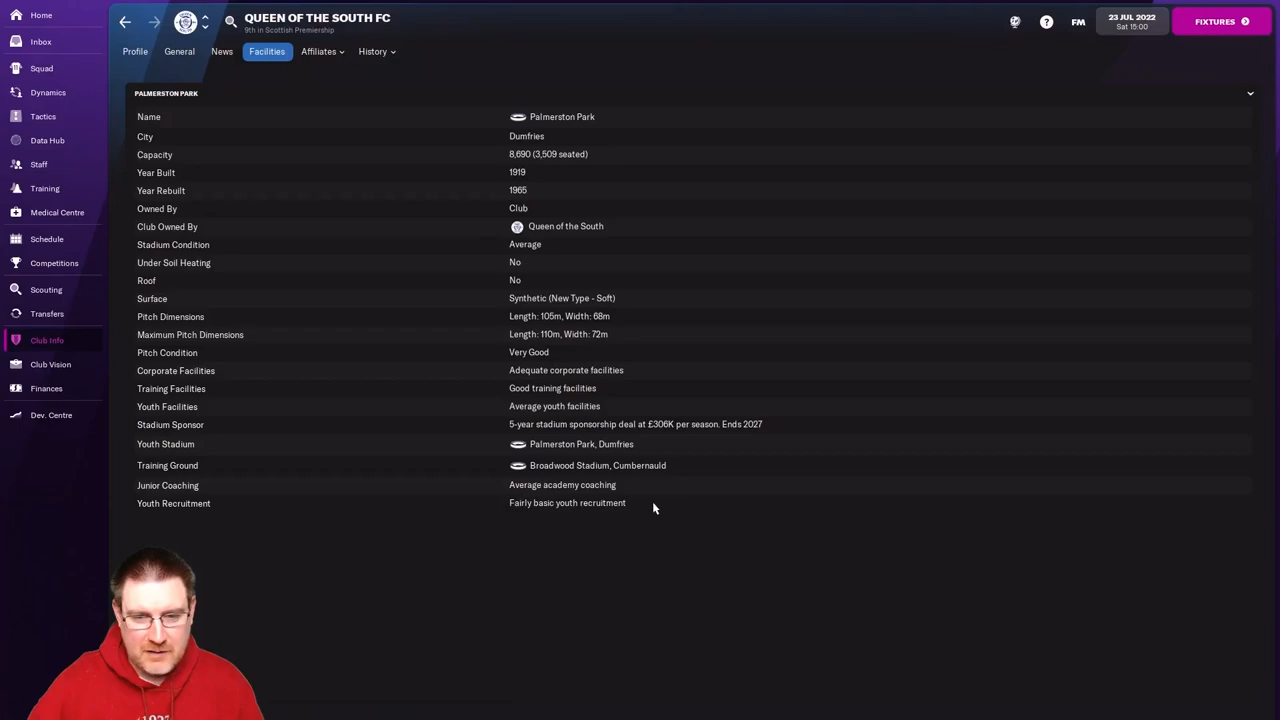 Home
Inbox
Squad
Dynamics
Tactics
Data Hub
Staff
Training
Medical Centre
Schedule
Competitions
Scouting
Transfers
Club Info
Club Vision
Finances
Dev. Centre
QUEEN OF THE SOUTH FC
9th in Scottish Premiership
? FM
23 JUL 2022
Sat 15:00
FIXTURES
Profile General News Facilities Affiliates History
PALMERSTON PARK
Name Palmerston Park
City Dumfries
Capacity 8,690 (3,509 seated)
Year Built 1919
Year Rebuilt 1965
Owned By Club
Club Owned By Queen of the South
Stadium Condition Average
Under Soil Heating No
Roof No
Surface Synthetic (New Type - Soft)
Pitch Dimensions Length: 105m, Width: 68m
Maximum Pitch Dimensions Length: 110m, Width: 72m
Pitch Condition Very Good
Corporate Facilities Adequate corporate facilities
Training Facilities Good training facilities
Youth Facilities Average youth facilities
Stadium Sponsor 5-year stadium sponsorship deal at £306K per season. Ends 2027
Youth Stadium Palmerston Park, Dumfries
Training Ground Broadwood Stadium, Cumbernauld
Junior Coaching Average academy coaching
Youth Recruitment Fairly basic youth recruitment